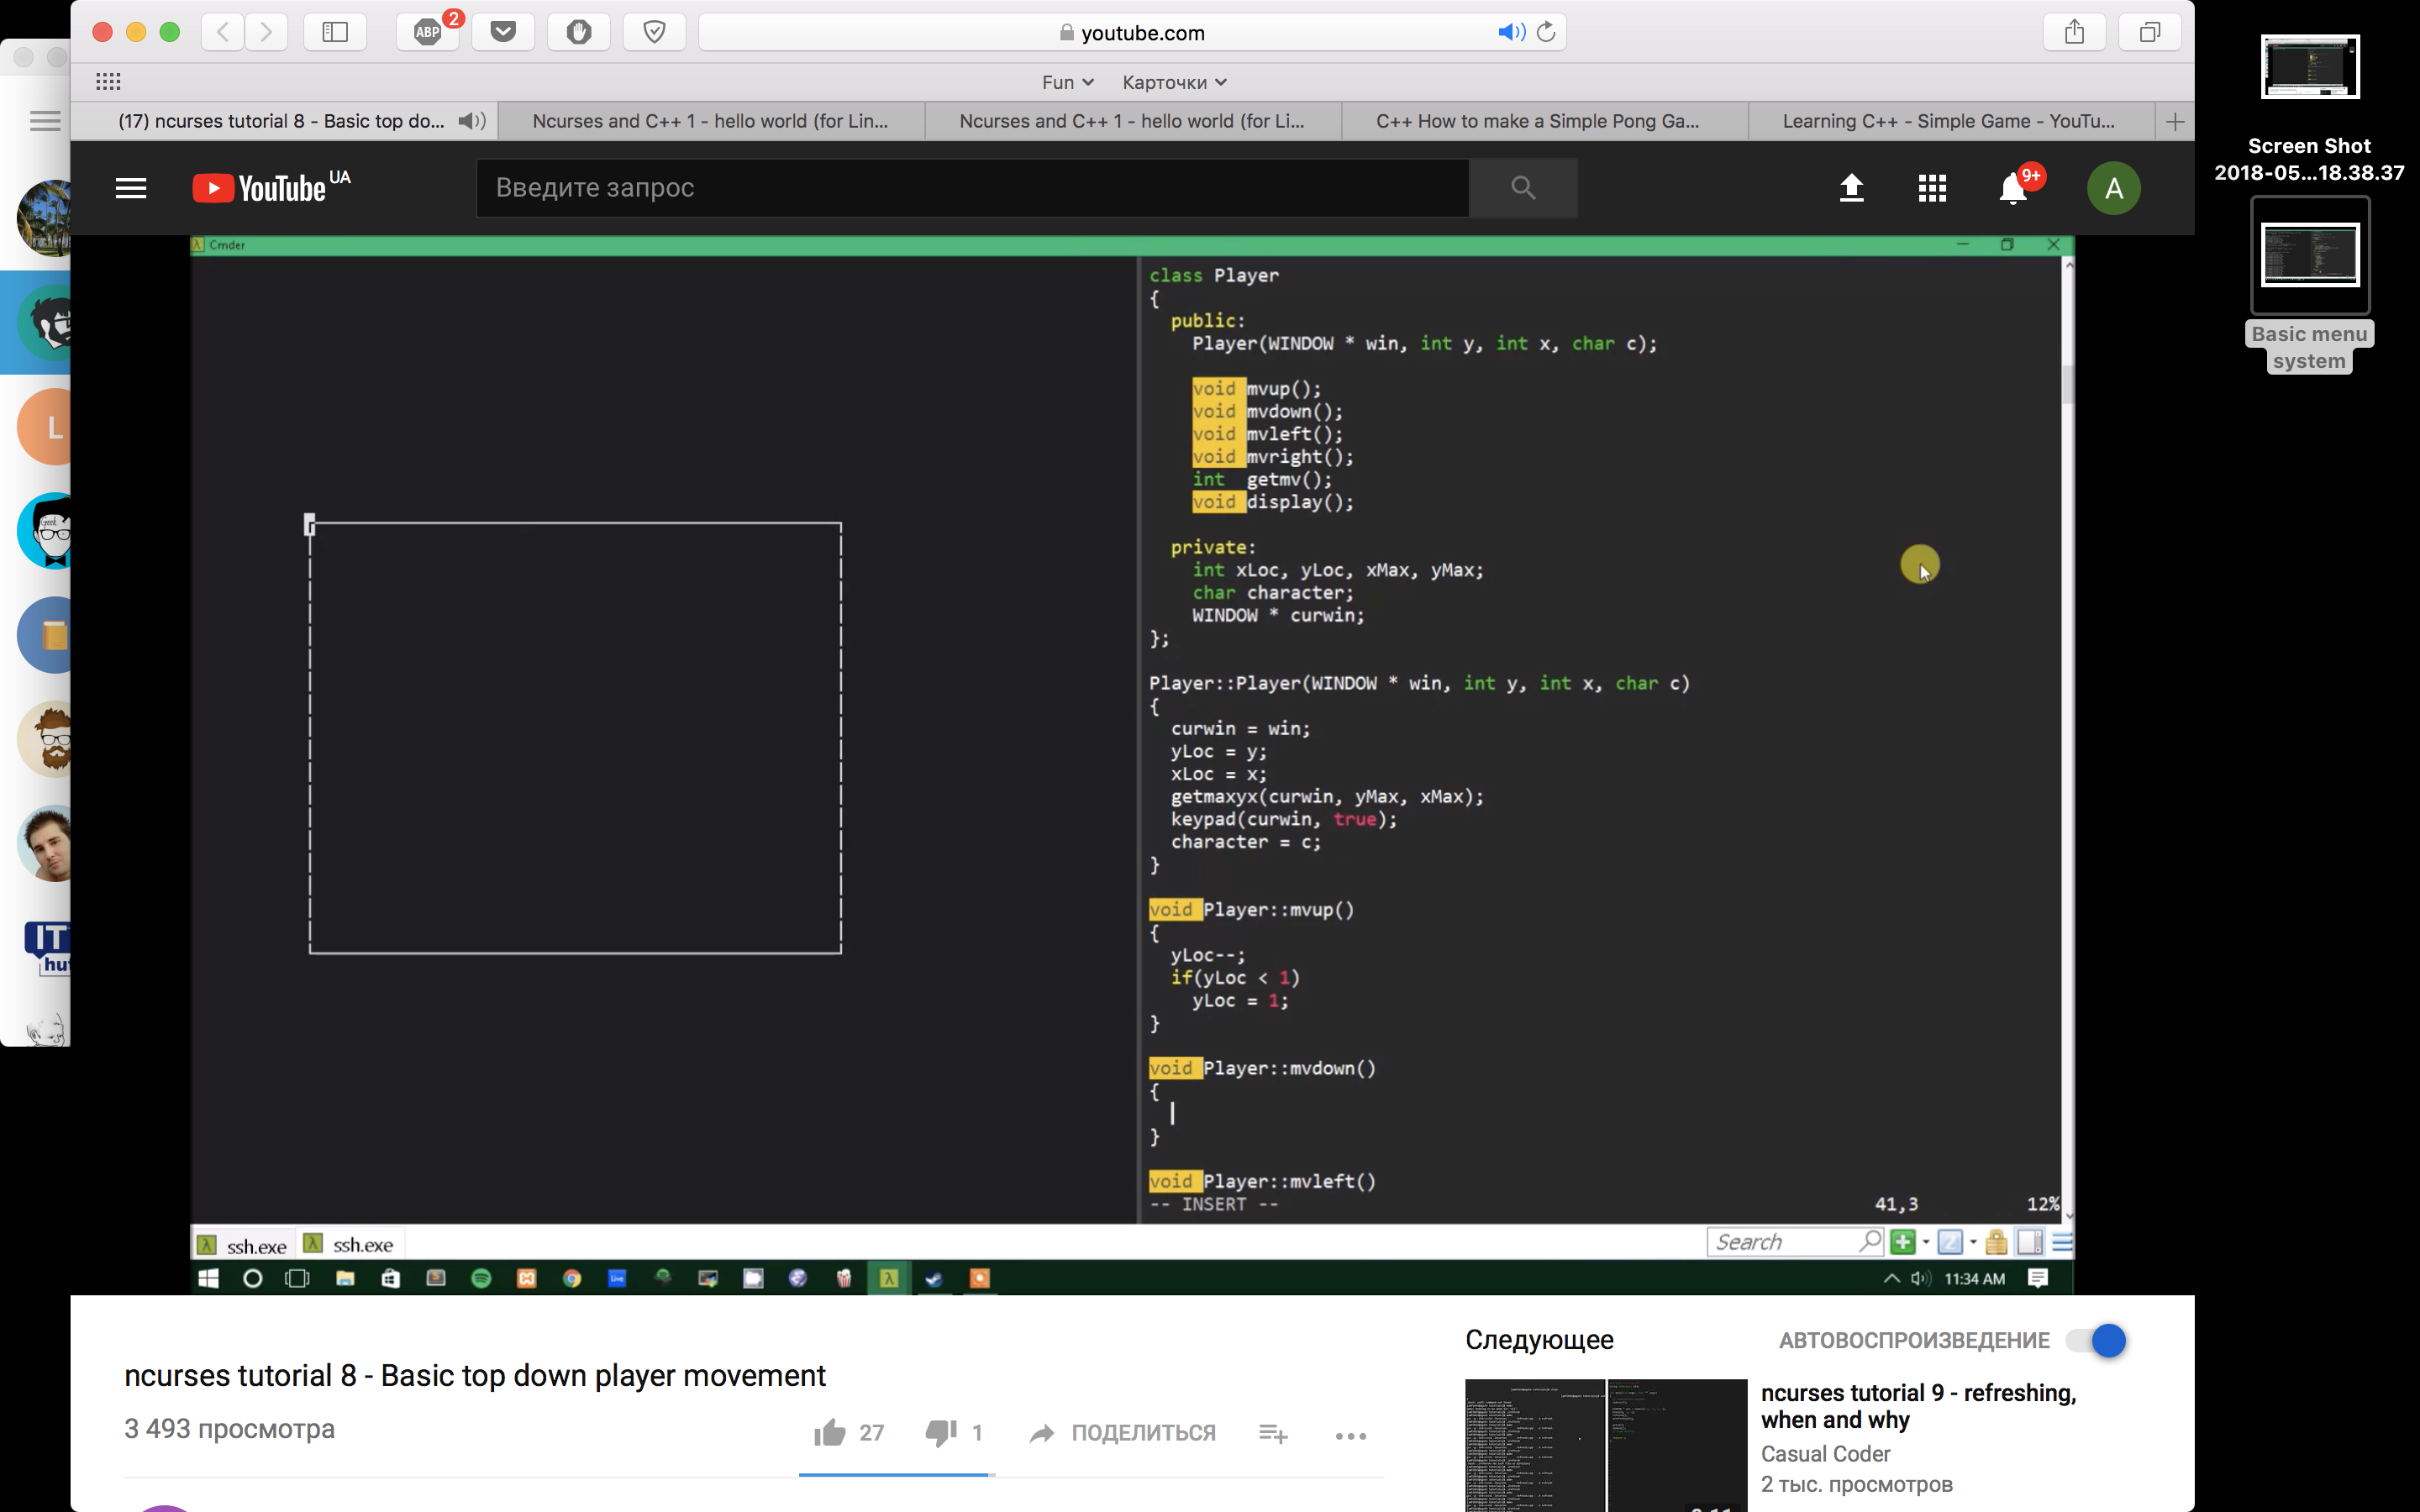 ABP
2
youtube.com
Fun
Карточки
(17) ncurses tutorial 8 - Basic top do...
Ncurses and C++ 1 - hello world (for Lin...
Ncurses and C++ 1 - hello world (for Li...
C++ How to make a Simple Pong Ga...
Learning C++ - Simple Game - YouTu...
YouTube UA
Введите запрос
9+
A
Screen Shot
2018-05...18.38.37
Basic menu
system
L
Geek
IT
hu
Cmder
class Player
{
public:
Player(WINDOW * win, int y, int x, char c);
void mvup();
void mvdown();
void mvleft();
void mvright();
int getmv();
void display();
private:
int xLoc, yLoc, xMax, yMax;
char character;
WINDOW * curwin;
};
Player::Player(WINDOW * win, int y, int x, char c)
{
curwin = win;
yLoc = y;
xLoc = x;
getmaxyx(curwin, yMax, xMax);
keypad(curwin, true);
character = c;
}
void Player::mvup()
{
yLoc--;
if(yLoc < 1)
yLoc = 1;
}
void Player::mvdown()
{
}
void Player::mvleft()
-- INSERT --
41,3
12%
ssh.exe
ssh.exe
Search
11:34 AM
ncurses tutorial 8 - Basic top down player movement
3 493 просмотра
27
1
ПОДЕЛИТЬСЯ
Следующее
АВТОВОСПРОИЗВЕДЕНИЕ
ncurses tutorial 9 - refreshing,
when and why
Casual Coder
2 тыс. просмотров